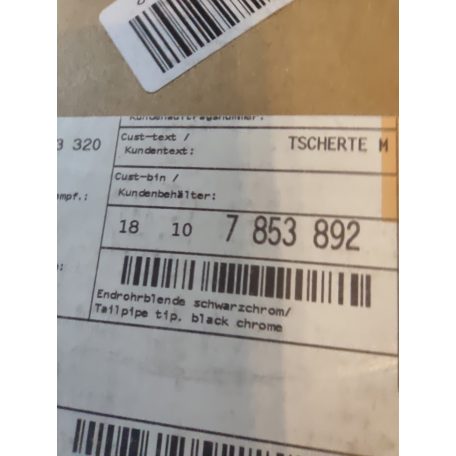 Kundenauftragsnummer:
3 320
Cust-text /
Kundentext:
TSCHERTE M
Cust-bin /
Kundenbehälter:
18 10 7 853 892
Endrohrblende schwarzchrom/
Tailpipe tip. black chrome